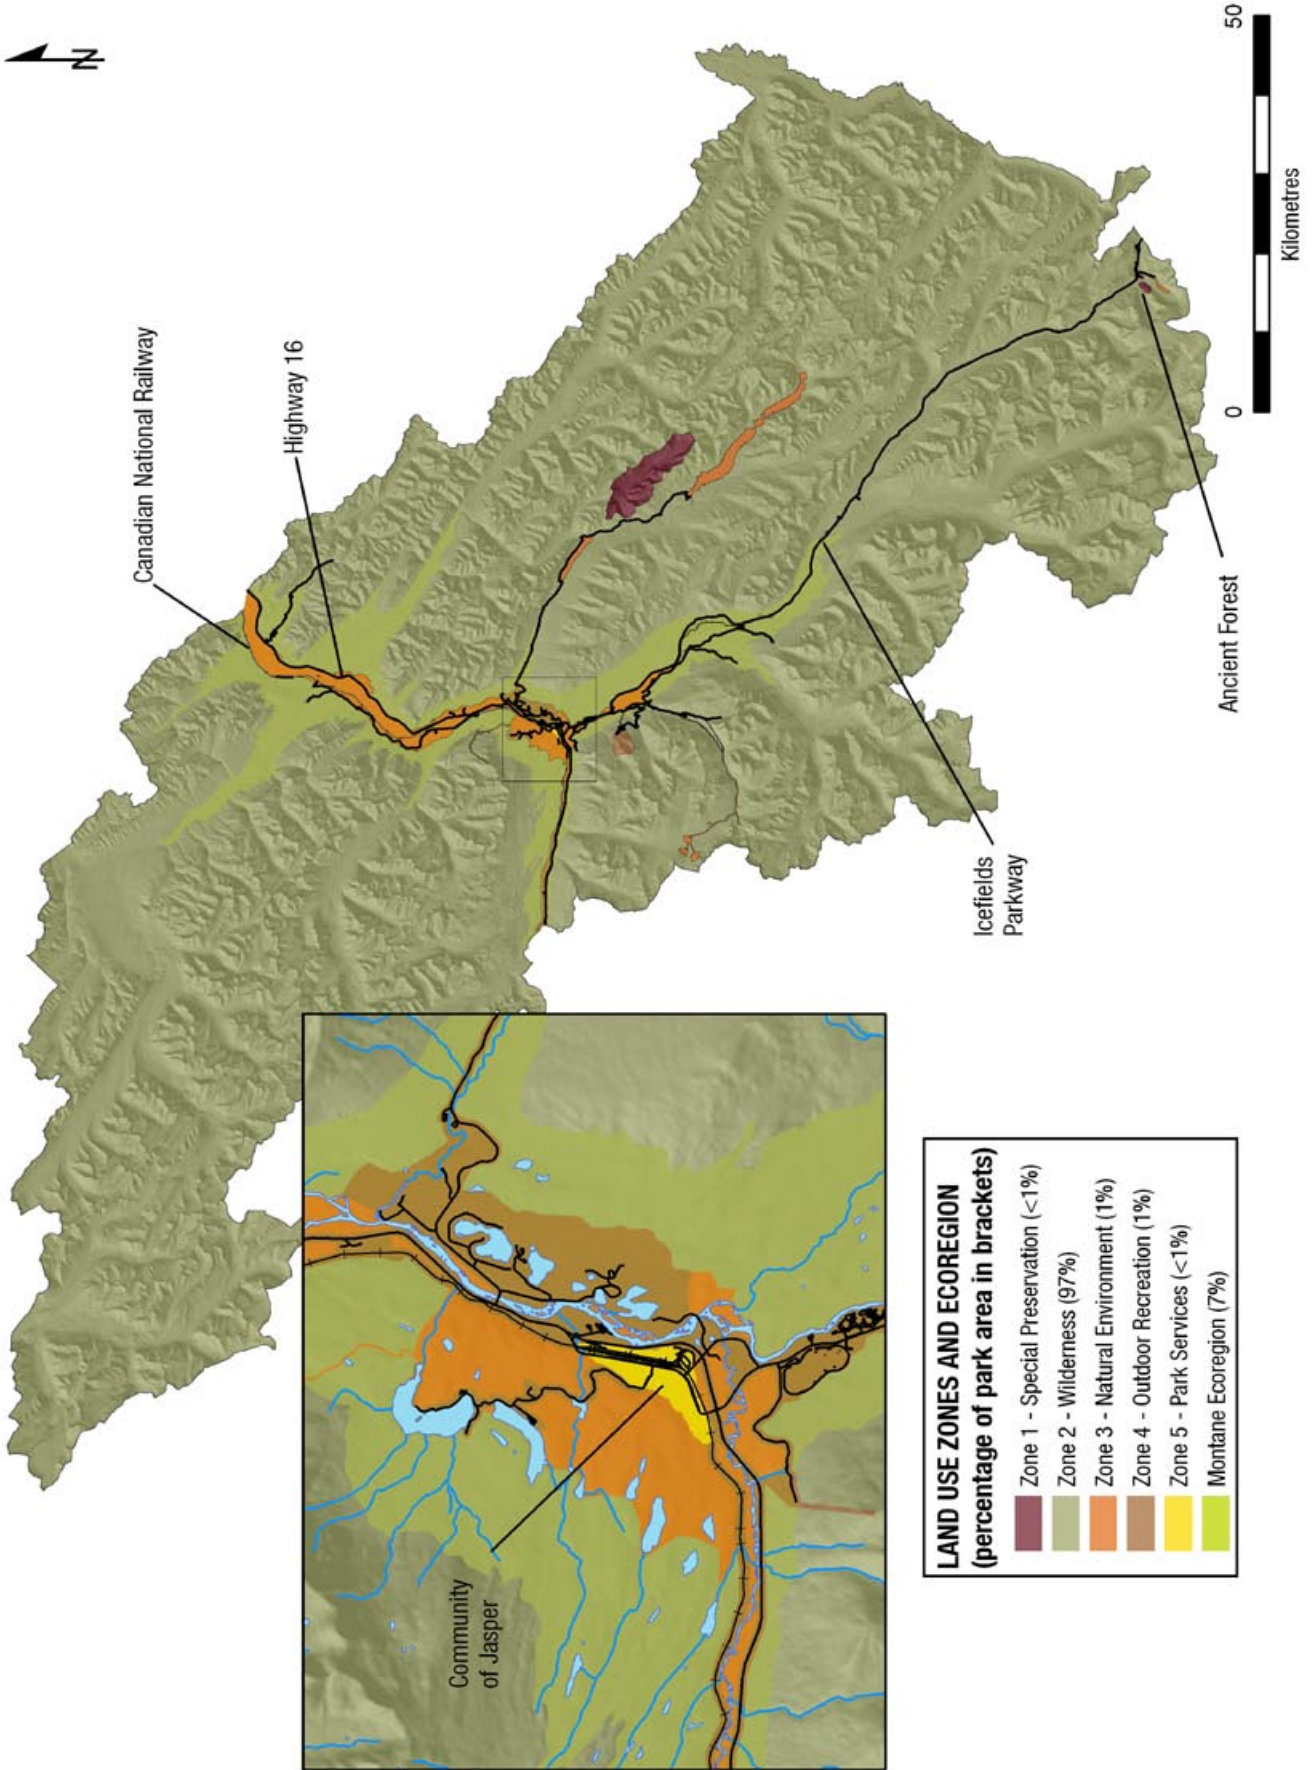 N
Canadian National Railway
Highway 16
Community
of Jasper
Icefields
Parkway
Ancient Forest
0
50
Kilometres
LAND USE ZONES AND ECOREGION
(percentage of park area in brackets)
Zone 1 - Special Preservation (<1%)
Zone 2 - Wilderness (97%)
Zone 3 - Natural Environment (1%)
Zone 4 - Outdoor Recreation (1%)
Zone 5 - Park Services (<1%)
Montane Ecoregion (7%)